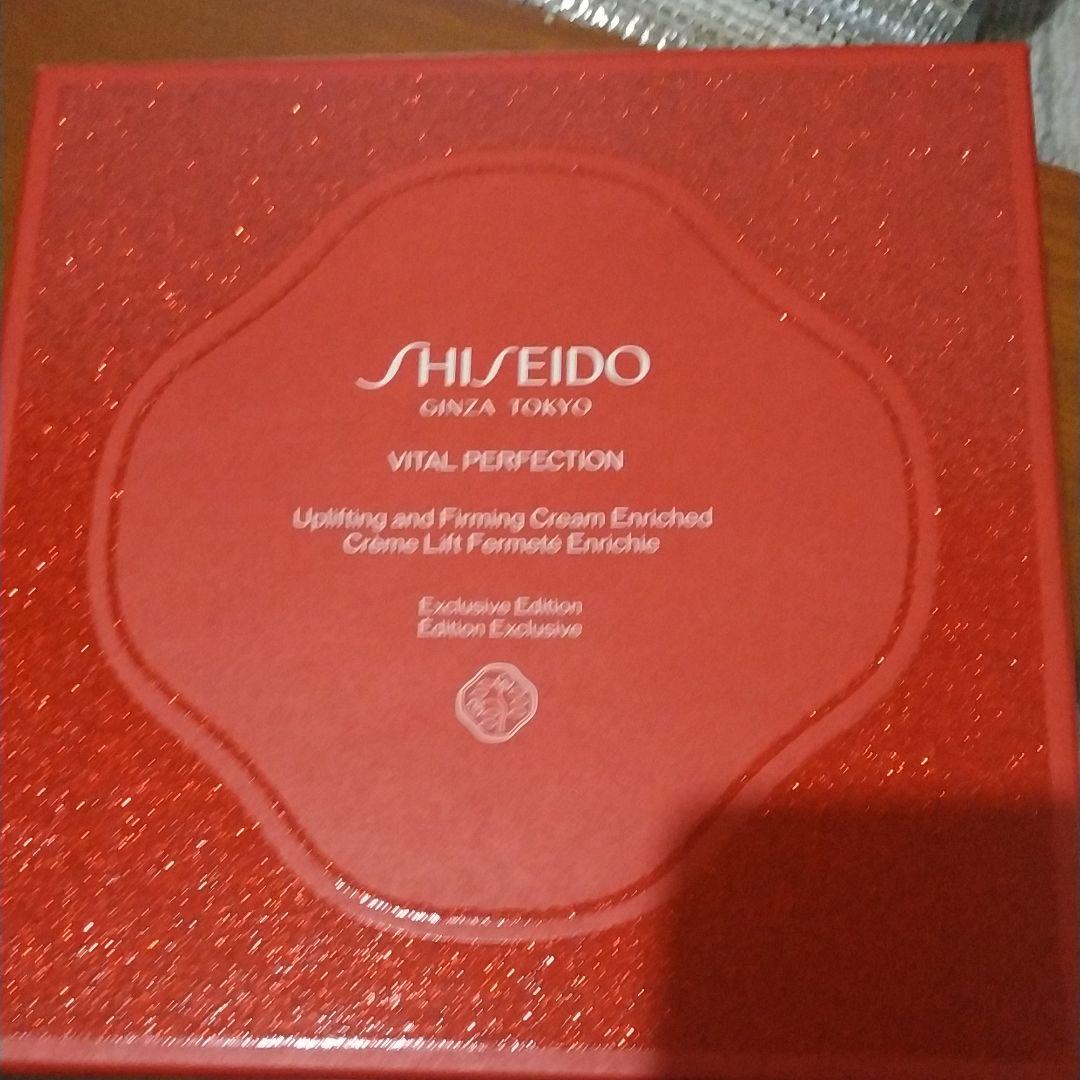 SHISEIDO
GINZA TOKYO
VITAL PERFECTION
Uplifting and Firming Cream Enriched
Crème Lift Fermeté Enrichie
Exclusive Edition
Édition Exclusive